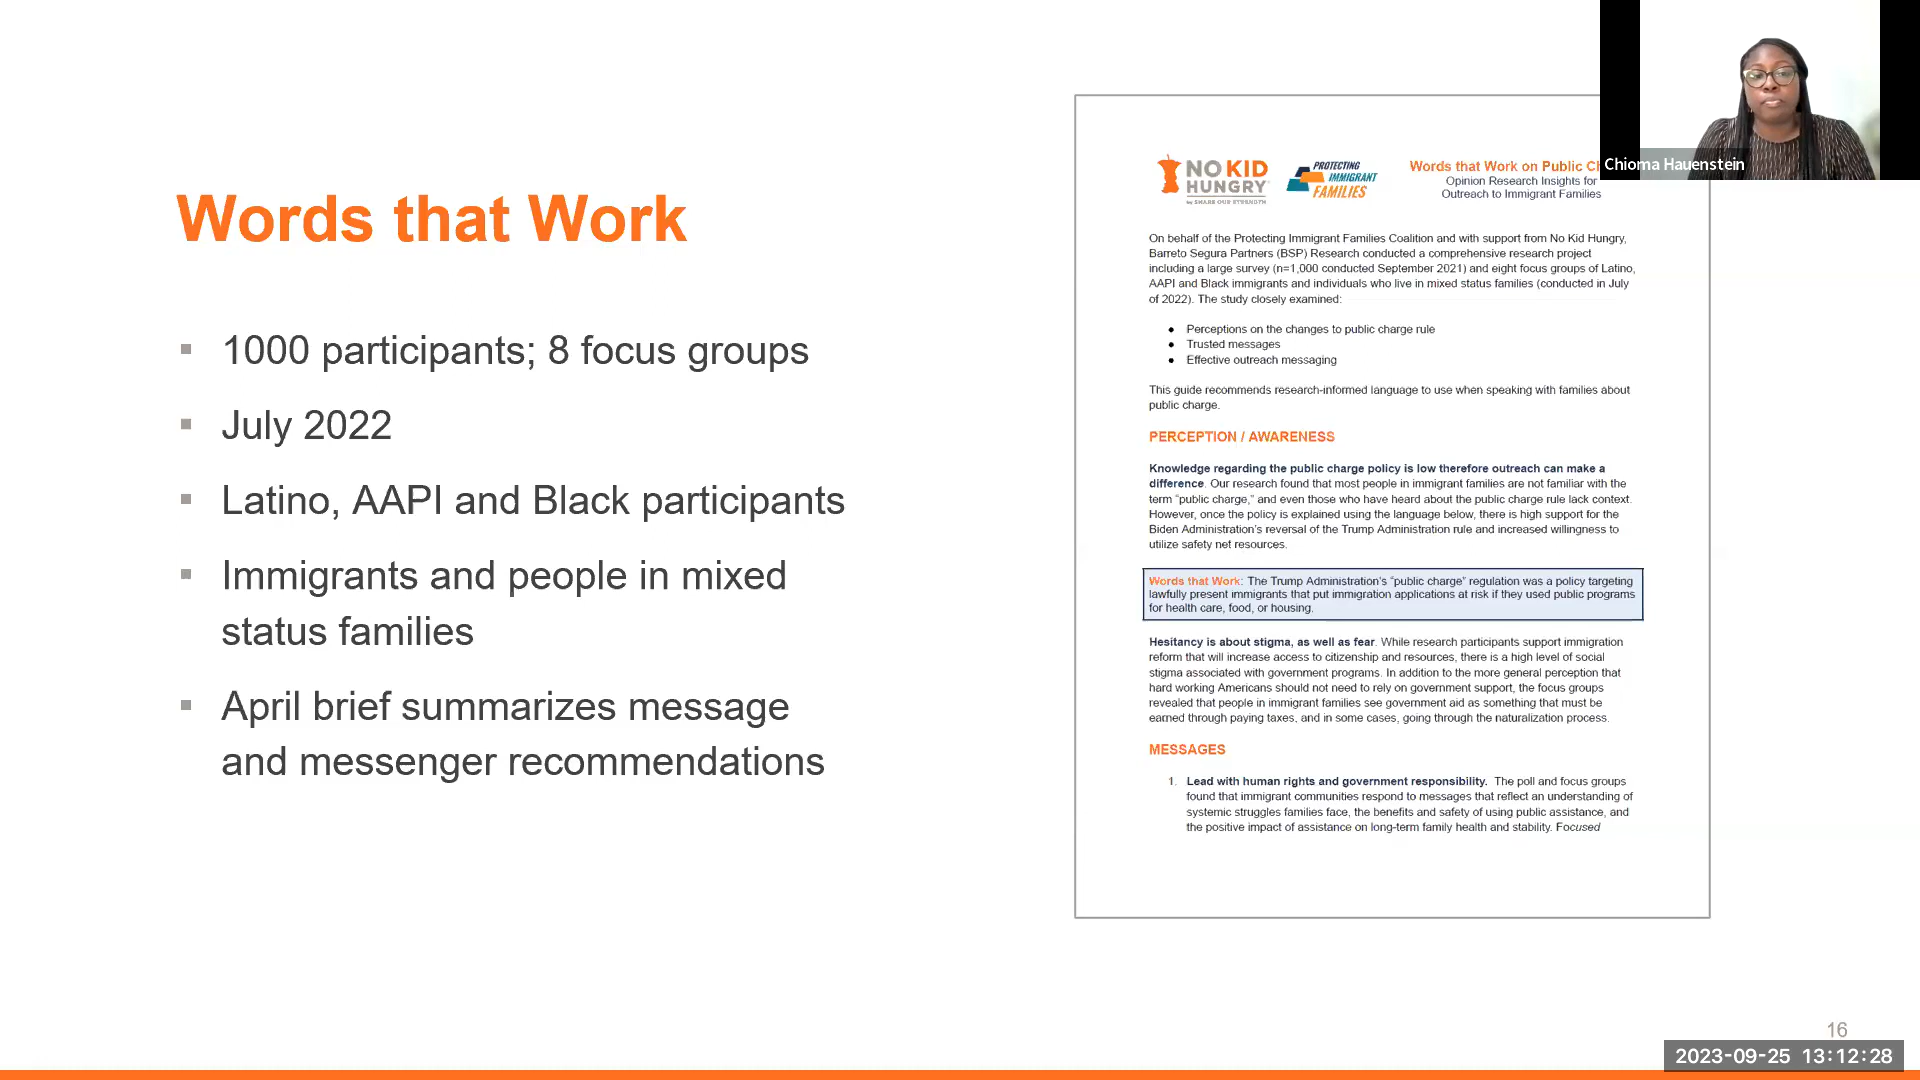 Words that Work
▪ 1000 participants; 8 focus groups
▪ July 2022
▪ Latino, AAPI and Black participants
▪ Immigrants and people in mixed
status families
▪ April brief summarizes message
and messenger recommendations
NO KID
HUNGRY
by SHARE OUR STRENGTH
PROTECTING
IMMIGRANT
FAMILIES
Words that Work on Public C
Opinion Research Insights for
Outreach to Immigrant Families
On behalf of the Protecting Immigrant Families Coalition and with support from No Kid Hungry,
Barreto Segura Partners (BSP) Research conducted a comprehensive research project
including a large survey (n=1,000 conducted September 2021) and eight focus groups of Latino,
AAPI and Black immigrants and individuals who live in mixed status families (conducted in July
of 2022). The study closely examined:
● Perceptions on the changes to public charge rule
● Trusted messages
● Effective outreach messaging
This guide recommends research-informed language to use when speaking with families about
public charge.
PERCEPTION / AWARENESS
Knowledge regarding the public charge policy is low therefore outreach can make a
difference. Our research found that most people in immigrant families are not familiar with the
term “public charge,” and even those who have heard about the public charge rule lack context.
However, once the policy is explained using the language below, there is high support for the
Biden Administration’s reversal of the Trump Administration rule and increased willingness to
utilize safety net resources.
Words that Work: The Trump Administration’s “public charge” regulation was a policy targeting
lawfully present immigrants that put immigration applications at risk if they used public programs
for health care, food, or housing.
Hesitancy is about stigma, as well as fear. While research participants support immigration
reform that will increase access to citizenship and resources, there is a high level of social
stigma associated with government programs. In addition to the more general perception that
hard working Americans should not need to rely on government support, the focus groups
revealed that people in immigrant families see government aid as something that must be
earned through paying taxes, and in some cases, going through the naturalization process.
MESSAGES
1. Lead with human rights and government responsibility. The poll and focus groups
found that immigrant communities respond to messages that reflect an understanding of
systemic struggles families face, the benefits and safety of using public assistance, and
the positive impact of assistance on long-term family health and stability. Focused
Chioma Hauenstein
16
2023-09-25 13:12:28